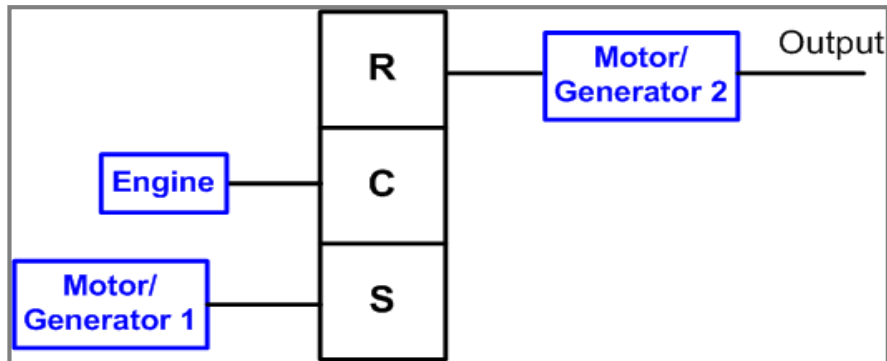 R
Motor/
Generator 2
Output
Engine
C
Motor/
Generator 1
S